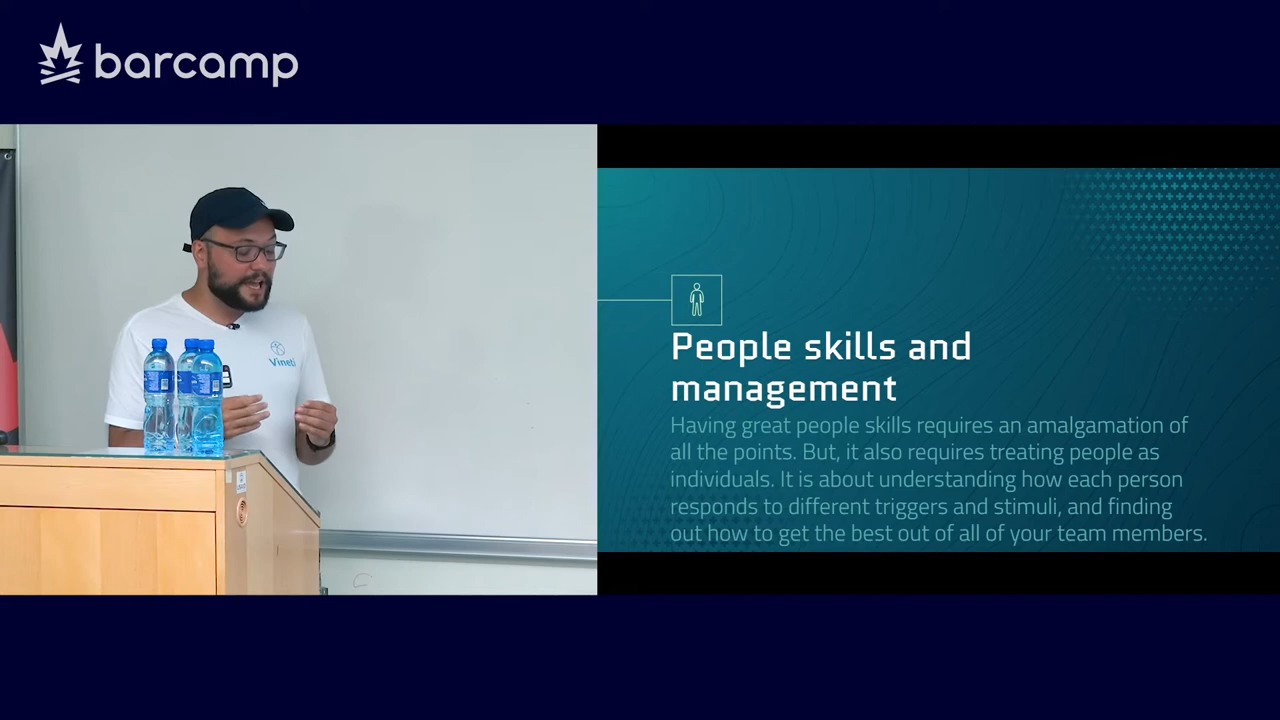 barcamp
Vineti
People skills and
management
Having great people skills requires an amalgamation of
all the points. But, it also requires treating people as
individuals. It is about understanding how each person
responds to different triggers and stimuli, and finding
out how to get the best out of all of your team members.